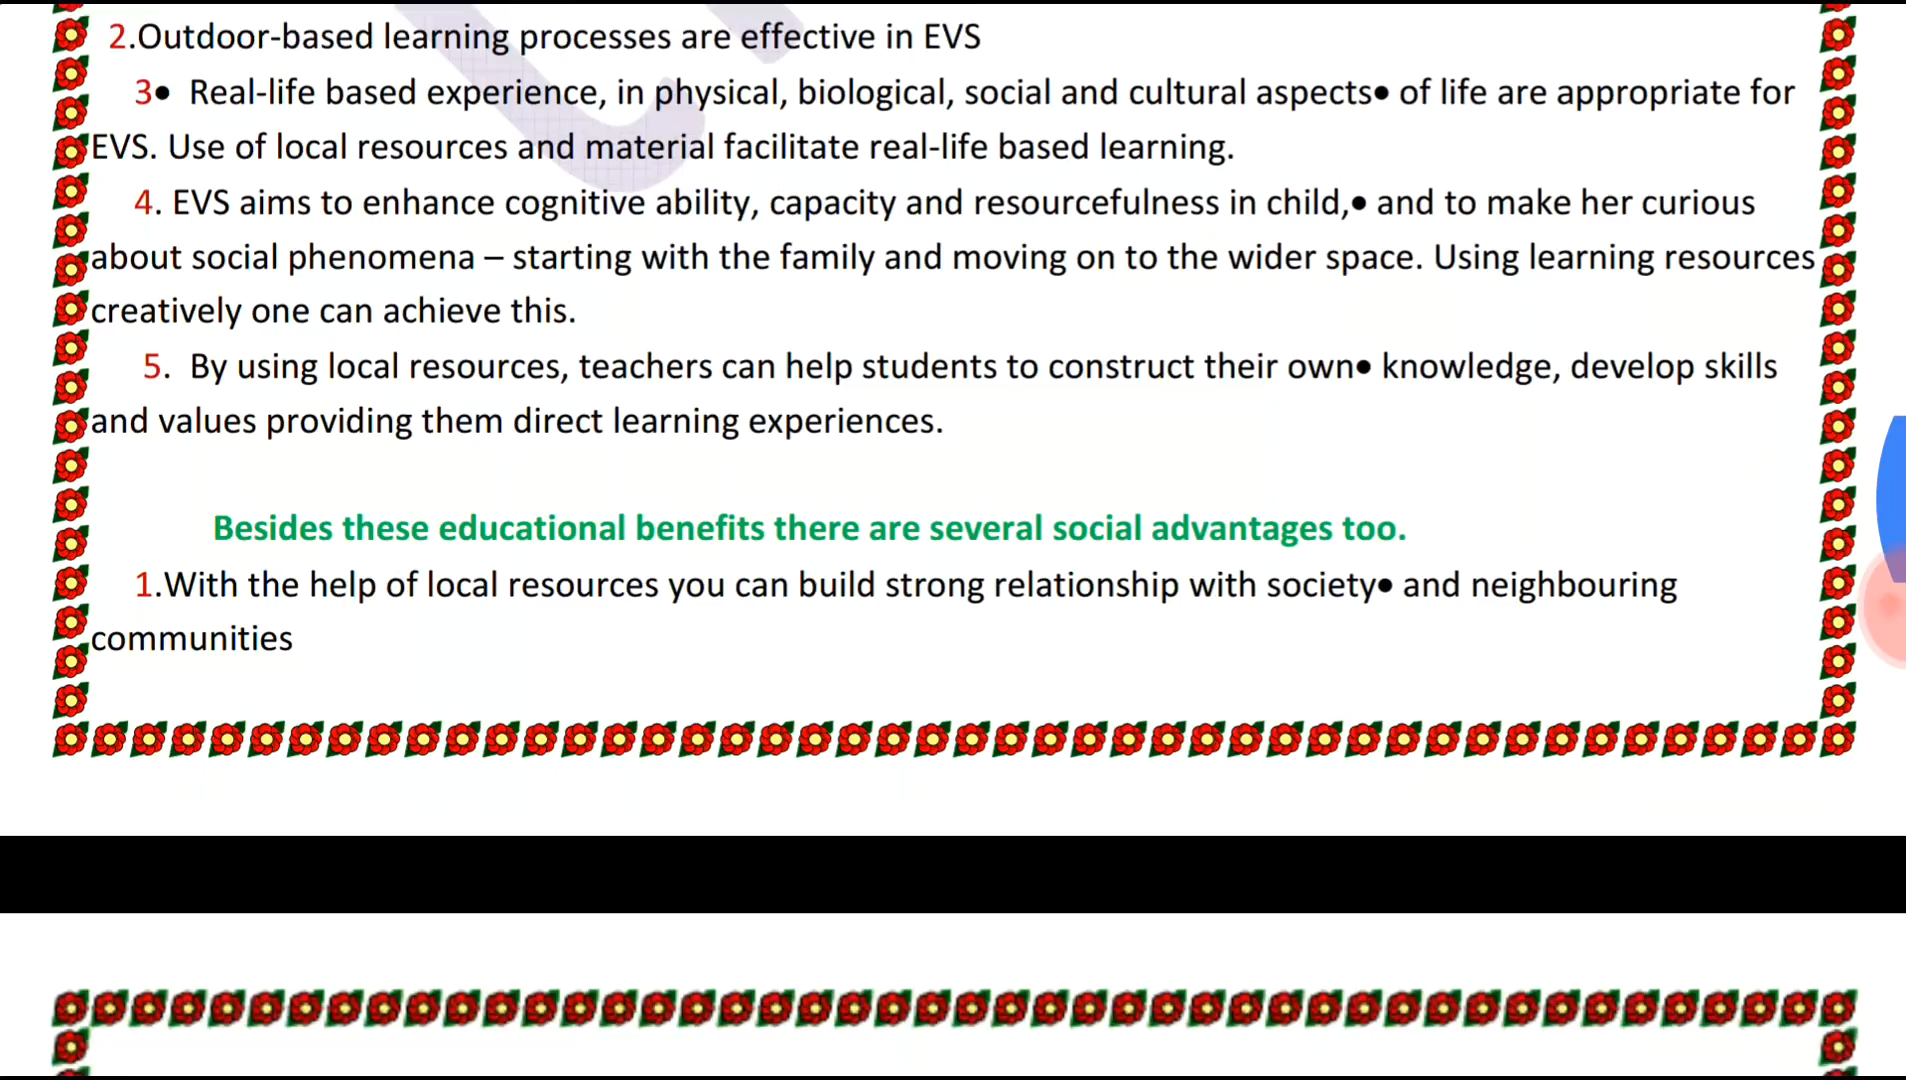 2.Outdoor-based learning processes are effective in EVS
3● Real-life based experience, in physical, biological, social and cultural aspects● of life are appropriate for
EVS. Use of local resources and material facilitate real-life based learning.
4. EVS aims to enhance cognitive ability, capacity and resourcefulness in child,● and to make her curious
about social phenomena – starting with the family and moving on to the wider space. Using learning resources
creatively one can achieve this.
5. By using local resources, teachers can help students to construct their own● knowledge, develop skills
and values providing them direct learning experiences.
Besides these educational benefits there are several social advantages too.
1.With the help of local resources you can build strong relationship with society● and neighbouring
communities